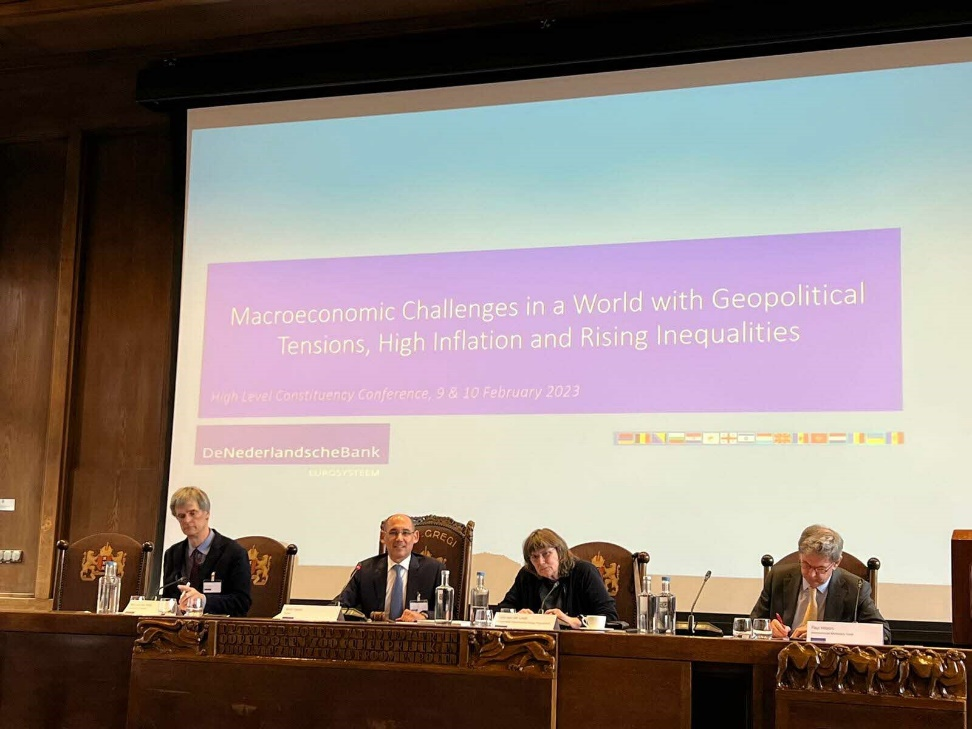 Macroeconomic Challenges in a World with Geopolitical
Tensions, High Inflation and Rising Inequalities
High Level Constituency Conference, 9 & 10 February 2023
DeNederlandscheBank
EUROSYSTEEM
GREGI